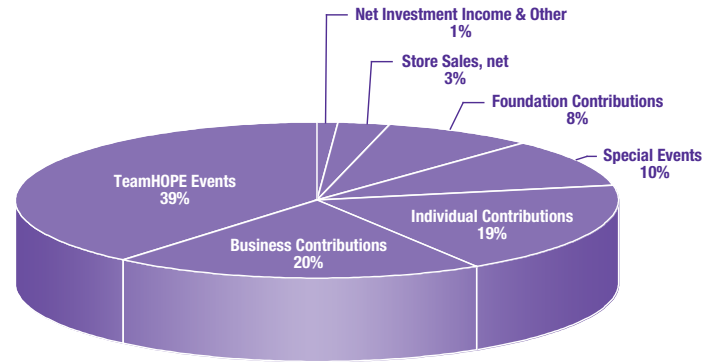 Net Investment Income & Other
1%
Store Sales, net
3%
Foundation Contributions
8%
Special Events
10%
TeamHOPE Events
39%
Individual Contributions
19%
Business Contributions
20%